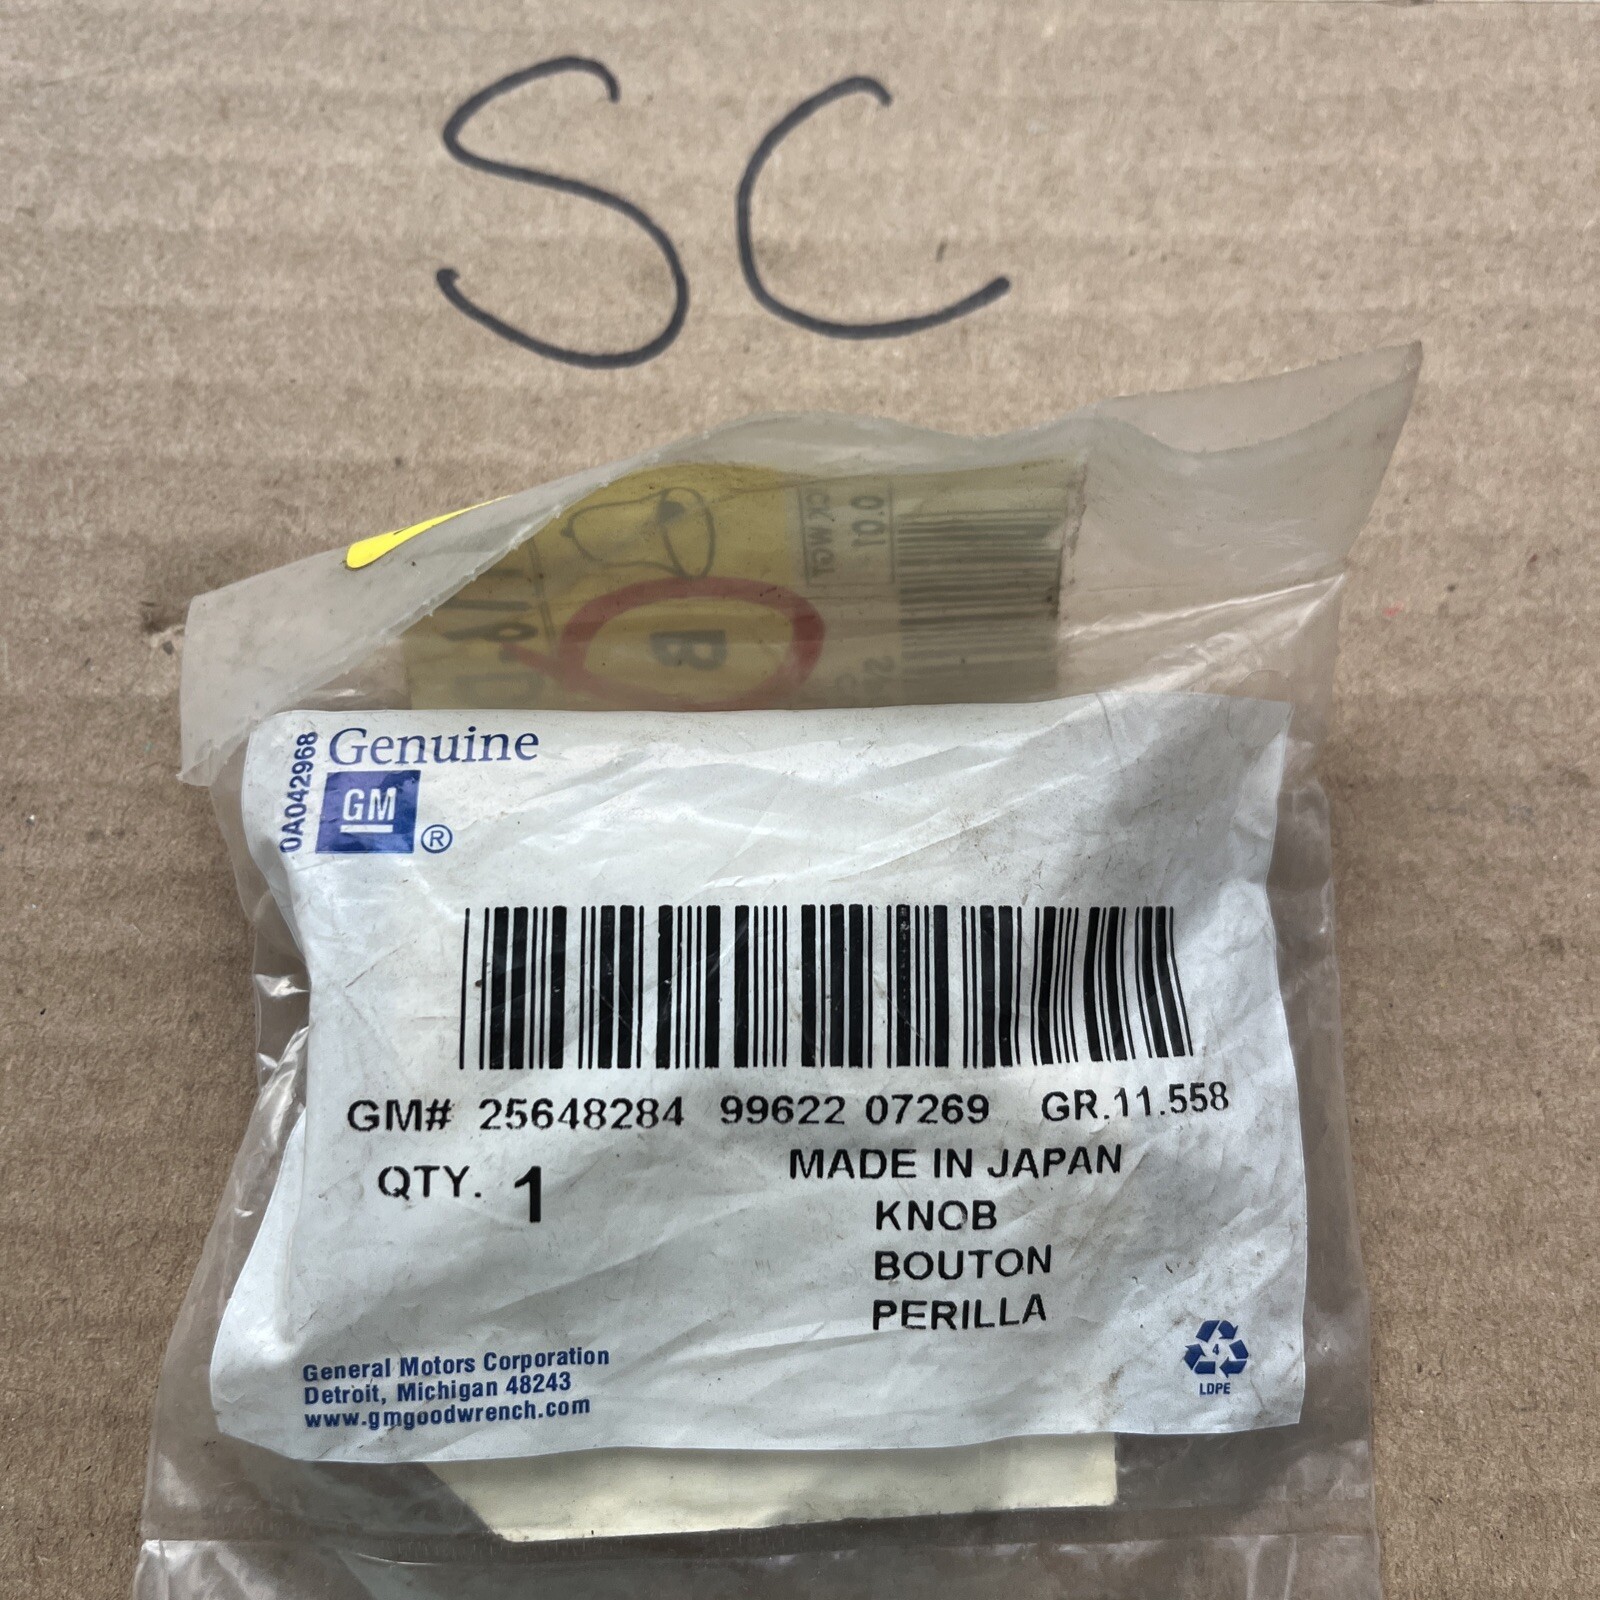 SC
B
Genuine
GM ®
0A042968
GM# 25648284 99622 07269 GR.11.558
QTY. 1
MADE IN JAPAN
KNOB
BOUTON
PERILLA
General Motors Corporation
Detroit, Michigan 48243
www.gmgoodwrench.com
4
LDPE